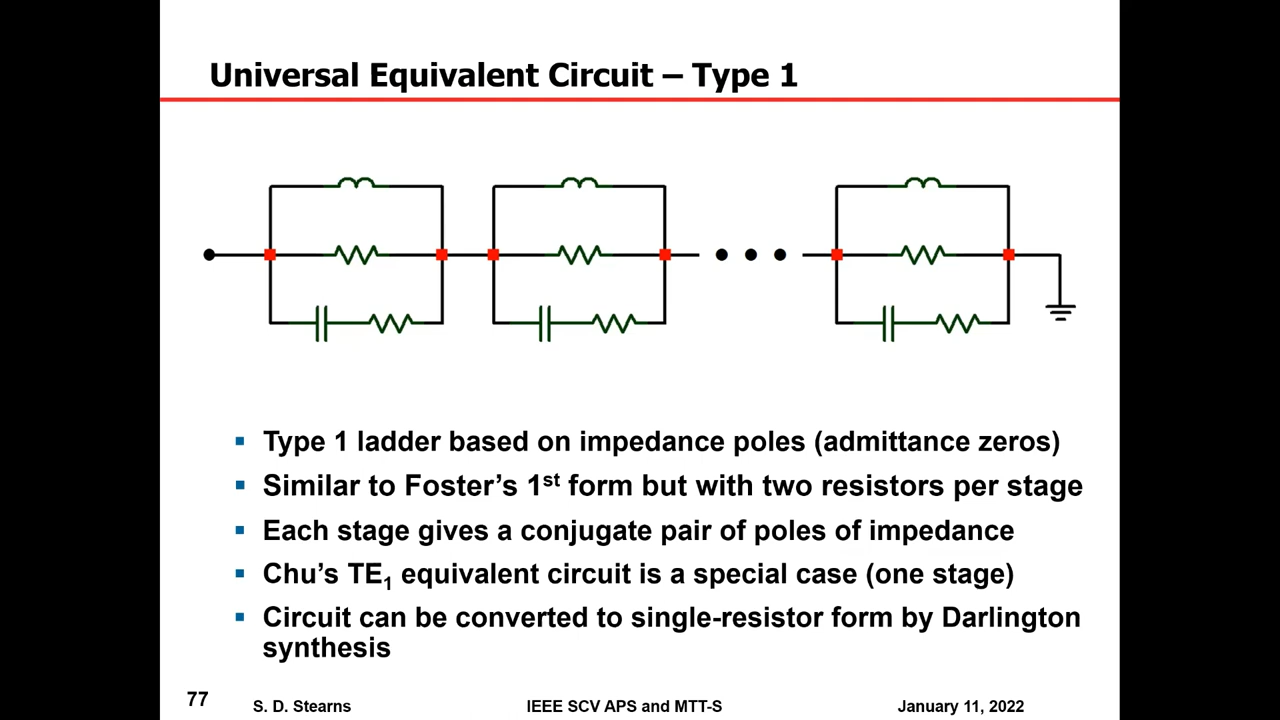 Universal Equivalent Circuit – Type 1
▪ Type 1 ladder based on impedance poles (admittance zeros)
▪ Similar to Foster’s 1st form but with two resistors per stage
▪ Each stage gives a conjugate pair of poles of impedance
▪ Chu’s TE1 equivalent circuit is a special case (one stage)
▪ Circuit can be converted to single-resistor form by Darlington
synthesis
77 S. D. Stearns IEEE SCV APS and MTT-S January 11, 2022